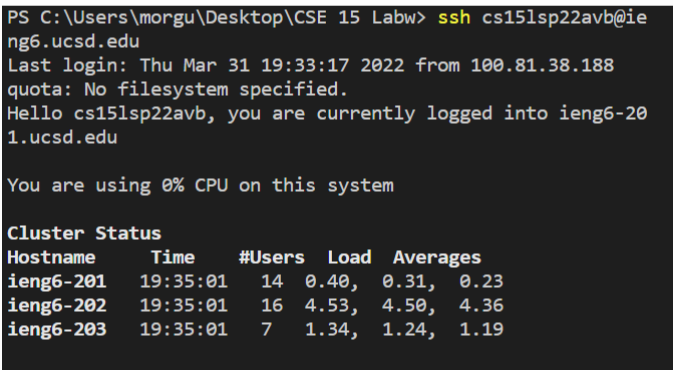 PS C:\Users\morgu\Desktop\CSE 15 Labw> ssh cs15lsp22avb@ie
ng6.ucsd.edu
Last login: Thu Mar 31 19:33:17 2022 from 100.81.38.188
quota: No filesystem specified.
Hello cs15lsp22avb, you are currently logged into ieng6-20
1.ucsd.edu
You are using 0% CPU on this system
Cluster Status
Hostname Time #Users Load Averages
ieng6-201 19:35:01 14 0.40, 0.31, 0.23
ieng6-202 19:35:01 16 4.53, 4.50, 4.36
ieng6-203 19:35:01 7 1.34, 1.24, 1.19